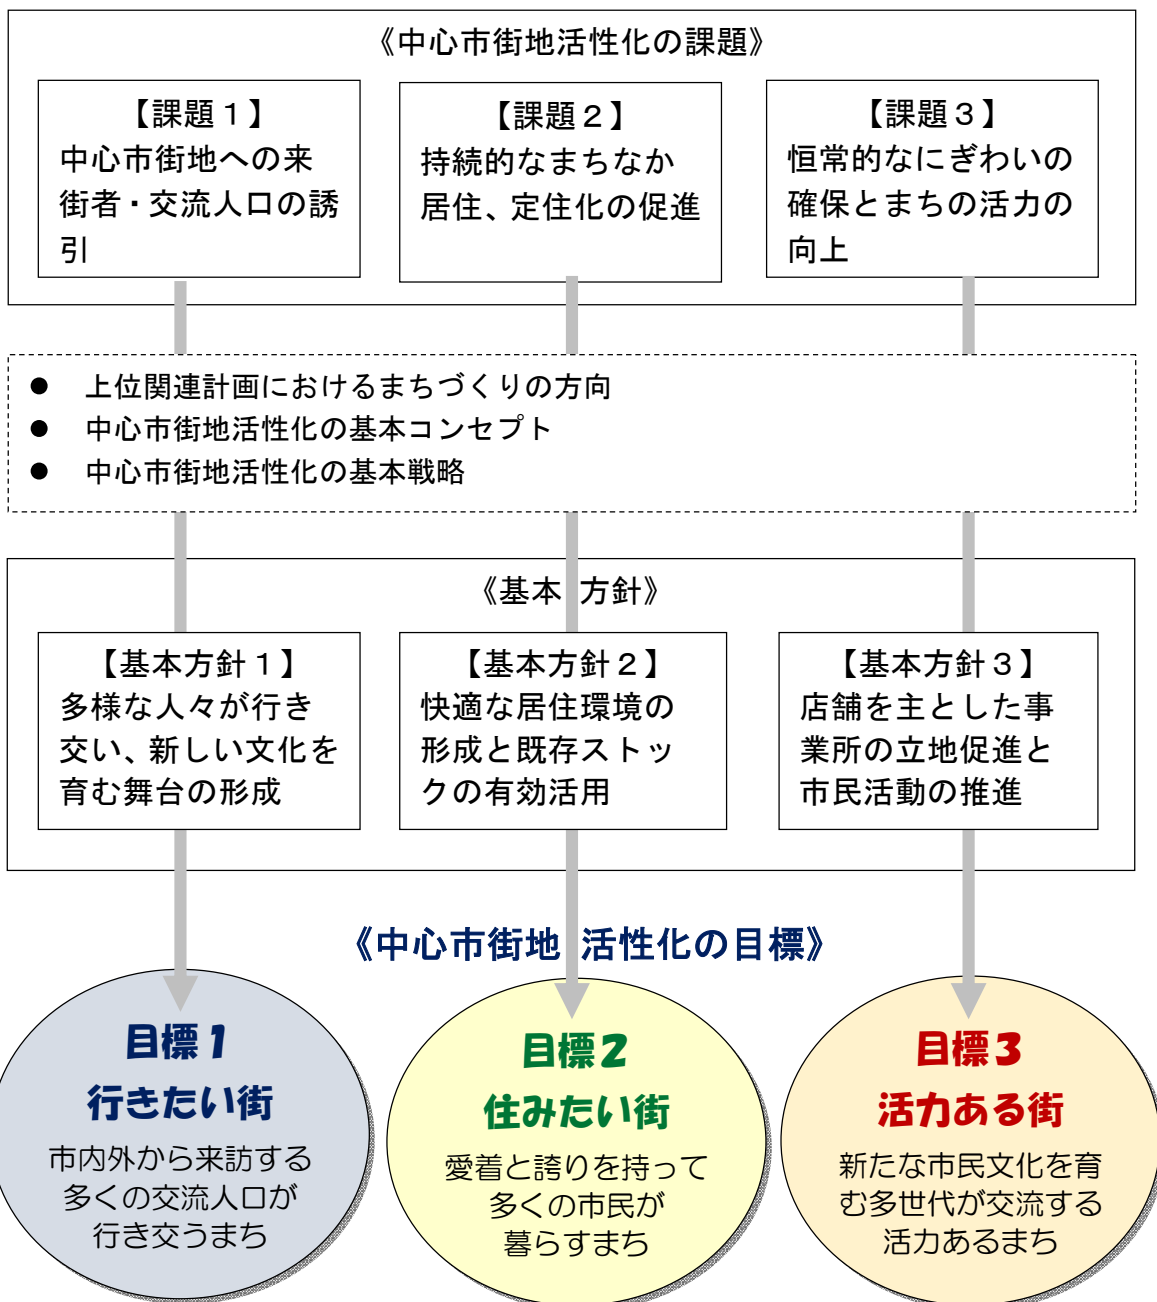 《中心市街地活性化の課題》
【課題１】
中心市街地への来
街者・交流人口の誘
引
【課題２】
持続的なまちなか
居住、定住化の促進
【課題３】
恒常的なにぎわいの
確保とまちの活力の
向上
● 上位関連計画におけるまちづくりの方向
● 中心市街地活性化の基本コンセプト
● 中心市街地活性化の基本戦略
《基本方針》
【基本方針１】
多様な人々が行き
交い、新しい文化を
育む舞台の形成
【基本方針２】
快適な居住環境の
形成と既存ストッ
クの有効活用
【基本方針３】
店舗を主とした事
業所の立地促進と
市民活動の推進
《中心市街地 活性化の目標》
目標１
行きたい街
市内外から来訪する
多くの交流人口が
行き交うまち
目標２
住みたい街
愛着と誇りを持って
多くの市民が
暮らすまち
目標３
活力ある街
新たな市民文化を育
む多世代が交流する
活力あるまち